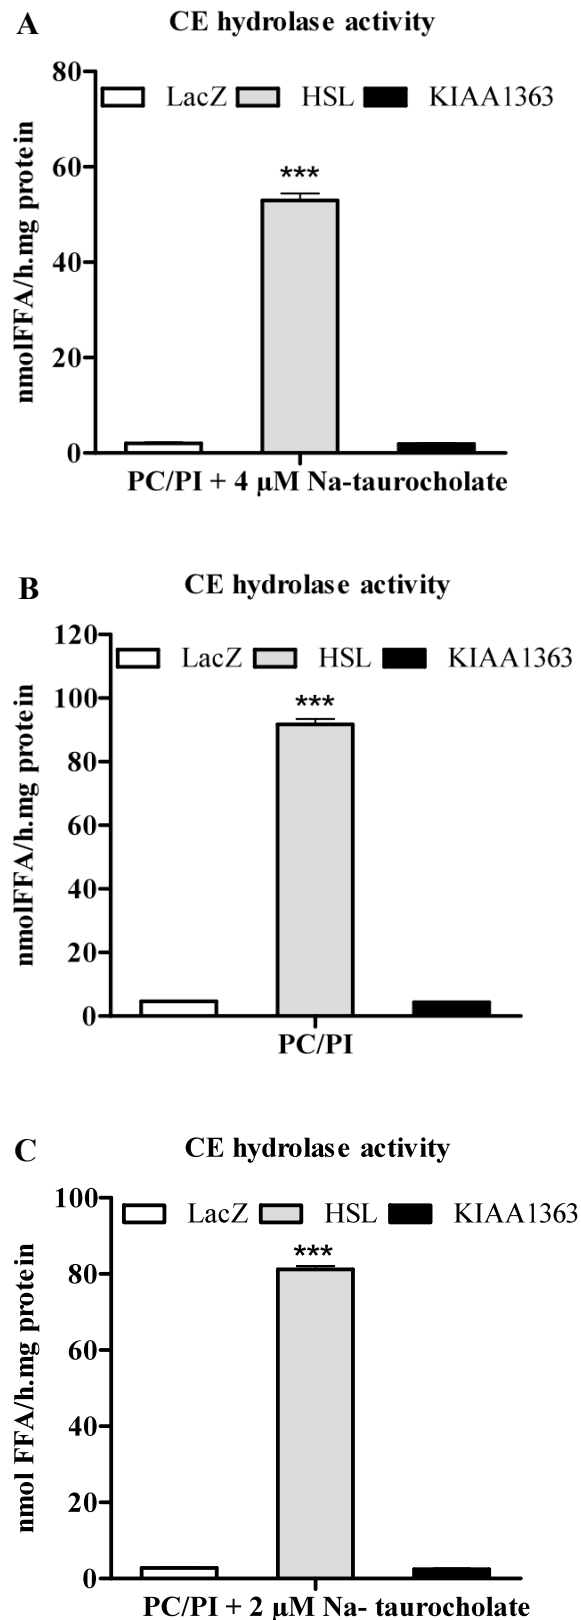 A
CE hydrolase activity
80
LacZ HSL KIAA1363
60
***
40
20
0
nmolFFA/h.mg protein
PC/PI + 4 µM Na-taurocholate
B
CE hydrolase activity
120
LacZ HSL KIAA1363
100
***
80
60
40
20
0
nmolFFA/h.mg protein
PC/PI
C
CE hydrolase activity
100
LacZ HSL KIAA1363
***
80
60
40
20
0
nmol FFA/h.mg protein
PC/PI + 2 µM Na- taurocholate